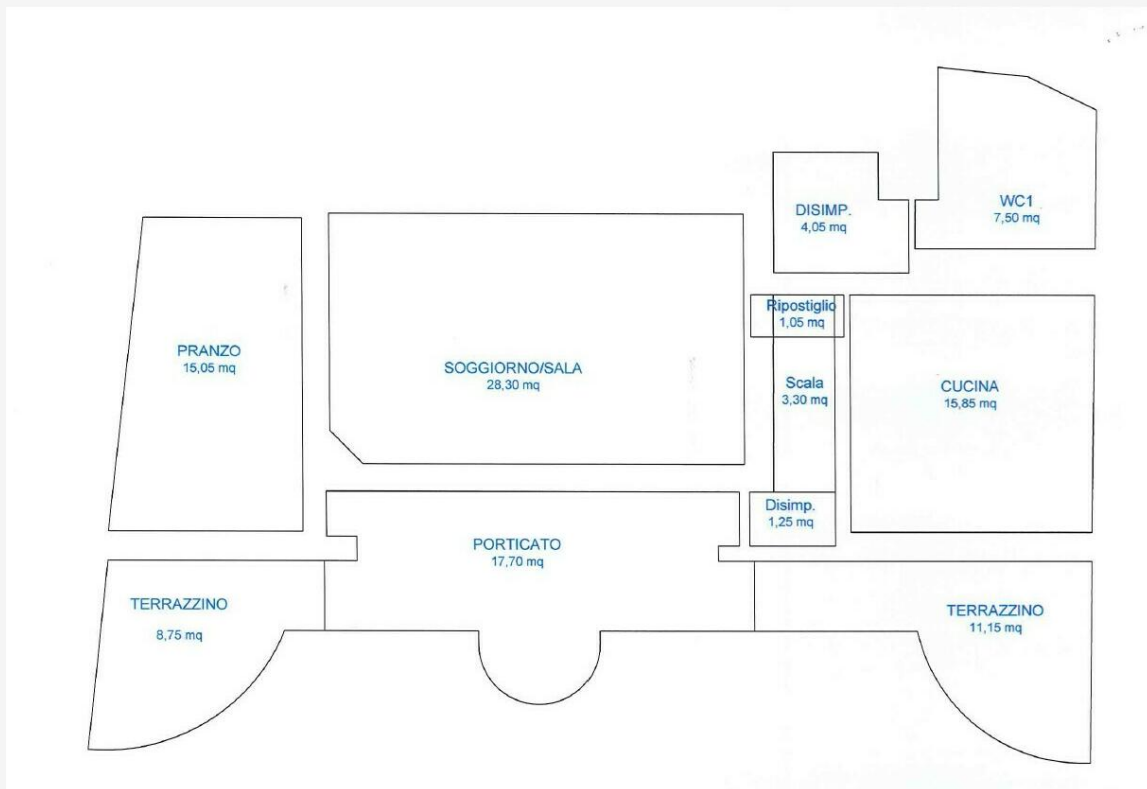 WC1
7,50 mq
DISIMP.
4,05 mq
Ripostiglio
1,05 mq
PRANZO
15,05 mq
SOGGIORNO/SALA
28,30 mq
Scala
3,30 mq
CUCINA
15,85 mq
Disimp.
1,25 mq
PORTICATO
17,70 mq
TERRAZZINO
8,75 mq
TERRAZZINO
11,15 mq